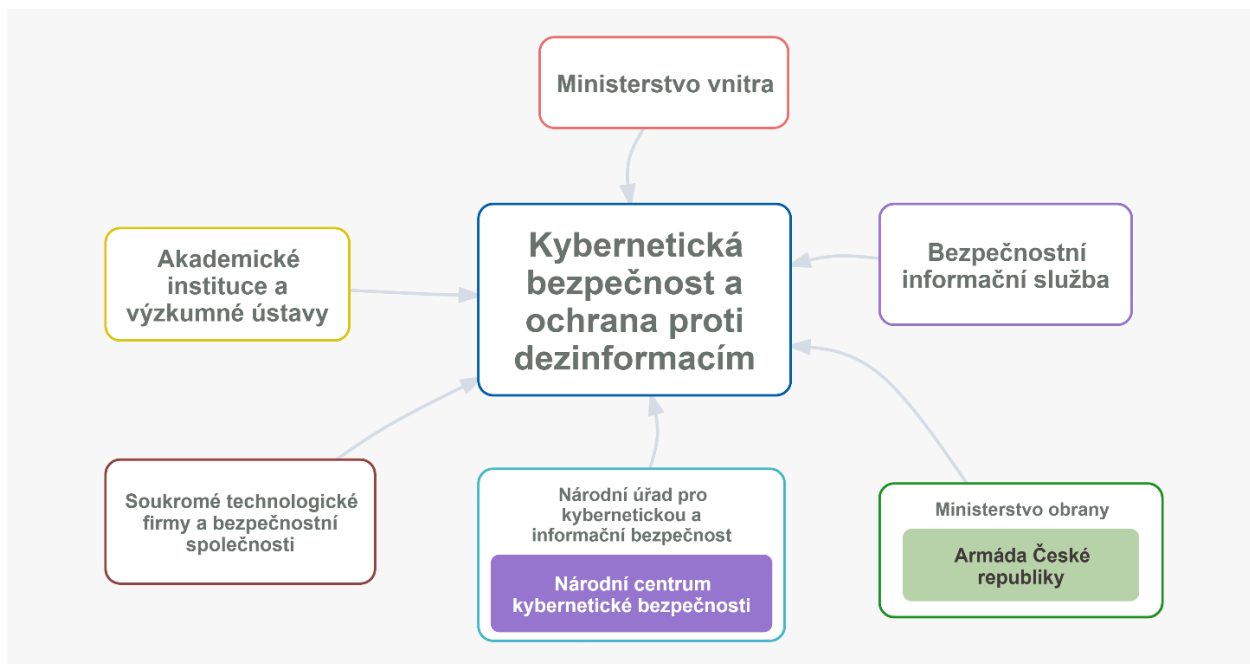 Ministerstvo vnitra
Akademické
instituce a
výzkumné ústavy
Kybernetická
bezpečnost a
ochrana proti
dezinformacím
Bezpečnostní
informační služba
Soukromé technologické
firmy a bezpečnostní
společnosti
Národní úřad pro
kybernetickou a
informační bezpečnost
Národní centrum
kybernetické bezpečnosti
Ministerstvo obrany
Armáda České
republiky